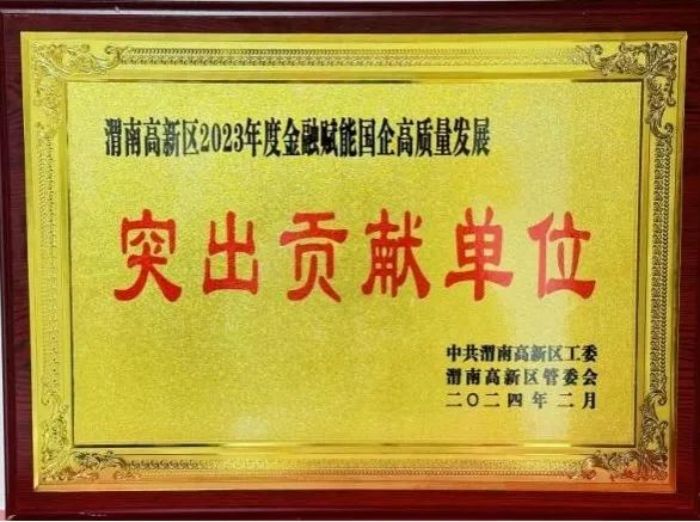 渭南高新区2023年度金融赋能国企高质量发展
突出贡献单位
中共渭南高新区工委
渭南高新区管委会
二〇二四年二月